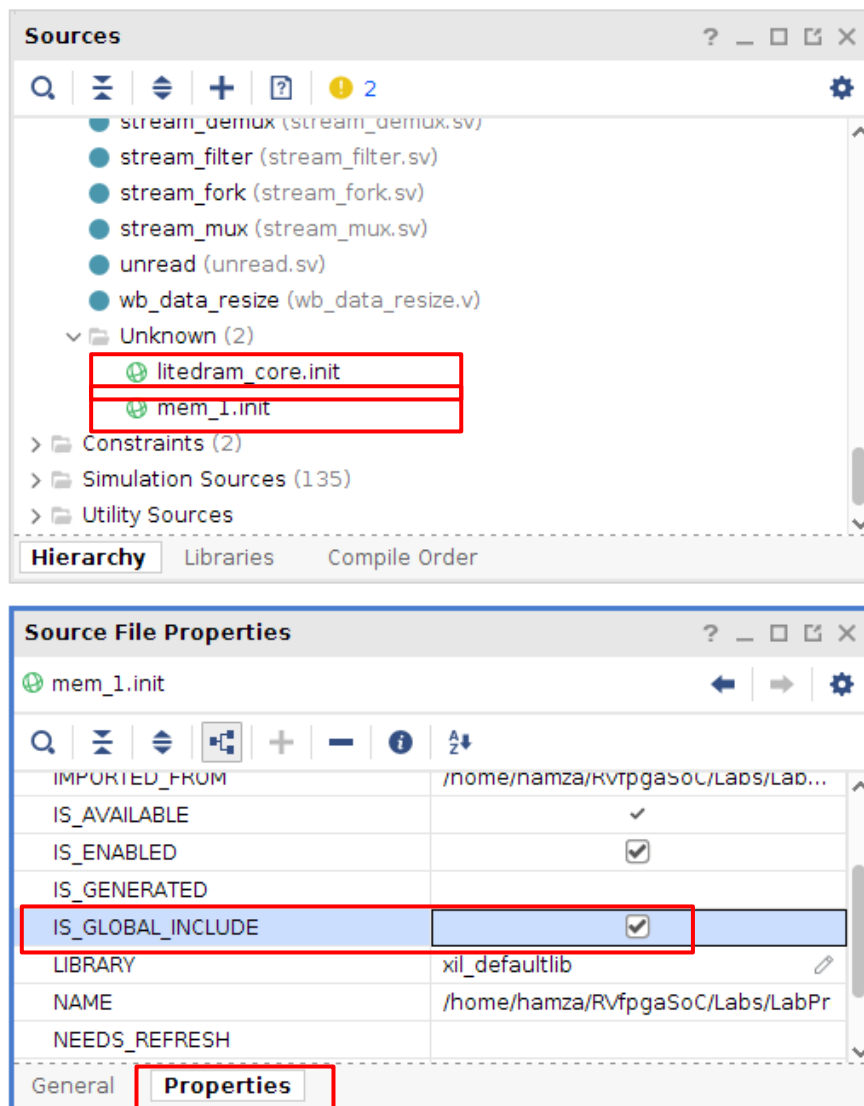 Sources
? 
2
stream_demux (stream_demux.sv)
stream_filter (stream_filter.sv)
stream_fork (stream_fork.sv)
stream_mux (stream_mux.sv)
unread (unread.sv)
wb_data_resize (wb_data_resize.v)
Unknown (2)
litedram_core.init
mem_1.init
Constraints (2)
Simulation Sources (135)
Utility Sources
Hierarchy Libraries Compile Order
Source File Properties
?
mem_1.init
IMPORTED_FROM /home/hamza/RVfpgaSoC/Labs/Lab...
IS_AVAILABLE
IS_ENABLED
IS_GENERATED
IS_GLOBAL_INCLUDE
LIBRARY xil_defaultlib
NAME /home/hamza/RVfpgaSoC/Labs/LabPr
NEEDS_REFRESH
General Properties